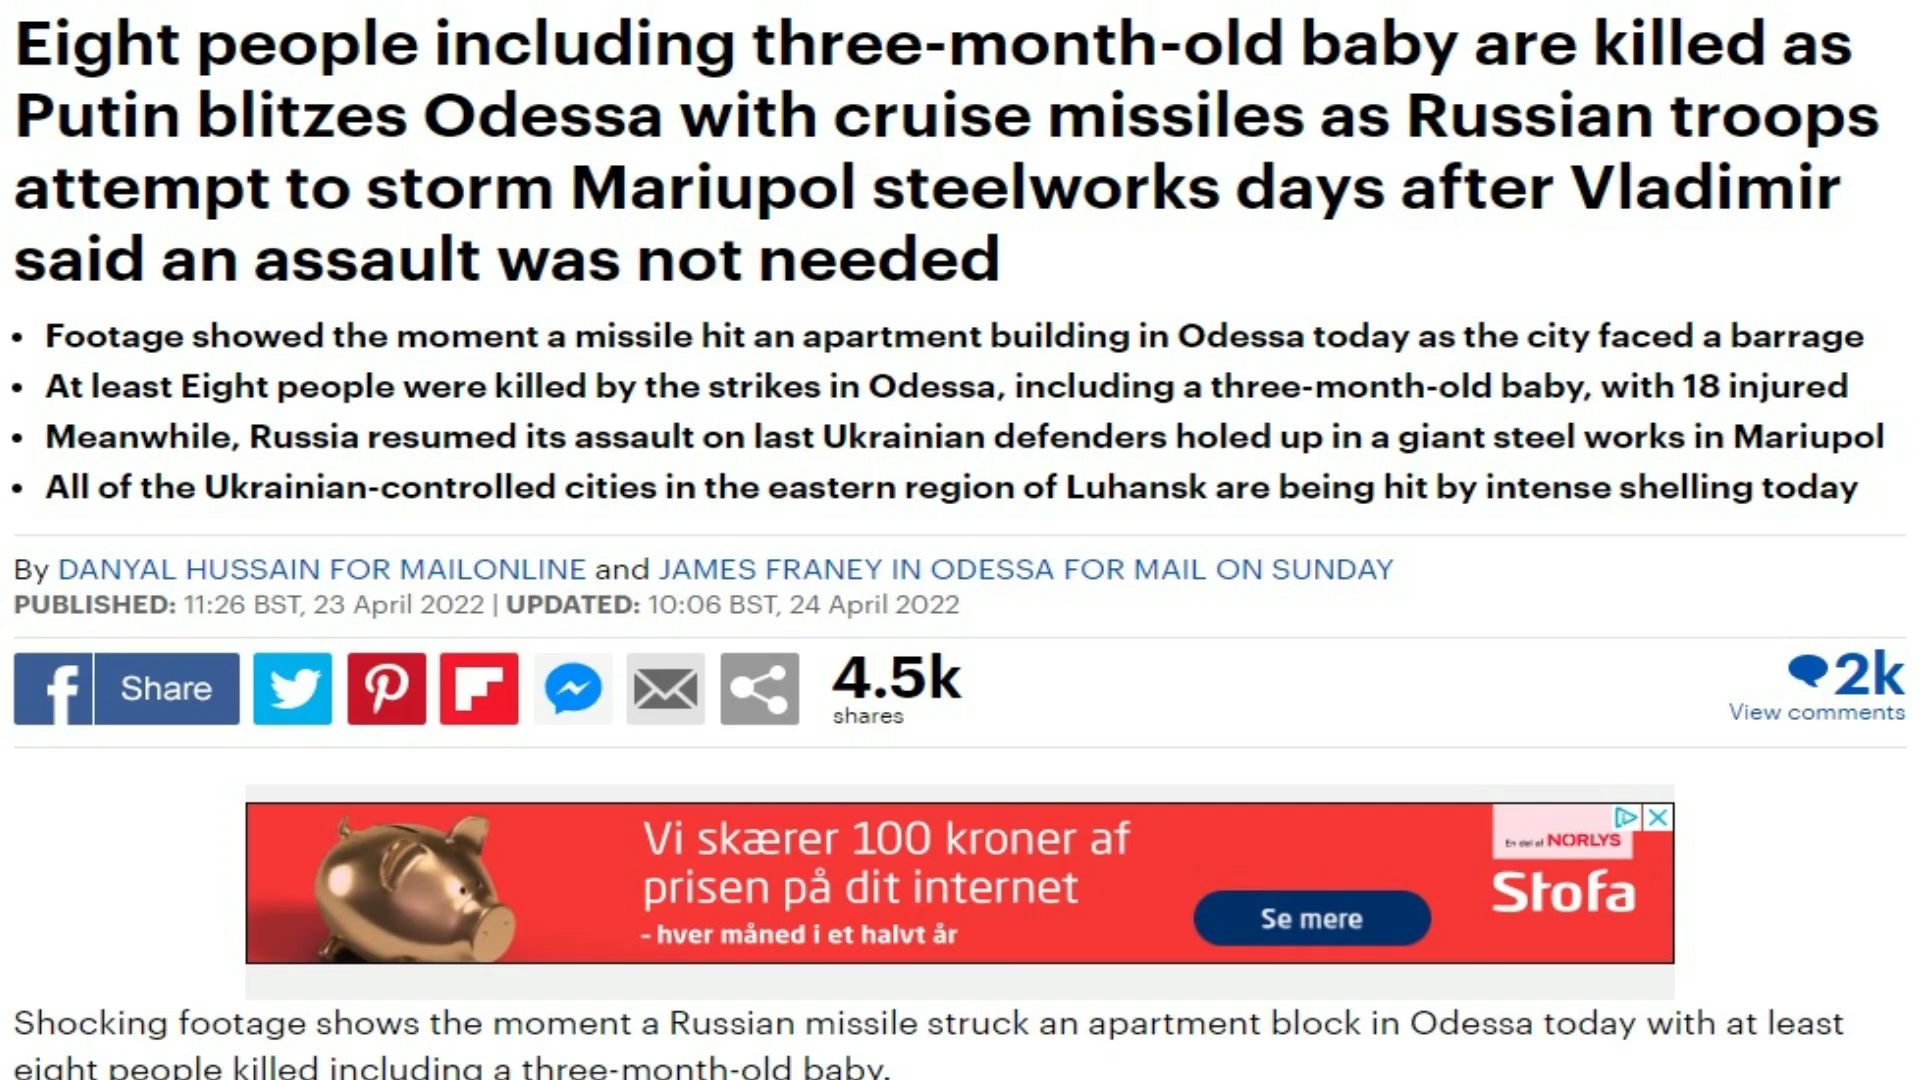 Eight people including three-month-old baby are killed as
Putin blitzes Odessa with cruise missiles as Russian troops
attempt to storm Mariupol steelworks days after Vladimir
said an assault was not needed
• Footage showed the moment a missile hit an apartment building in Odessa today as the city faced a barrage
• At least Eight people were killed by the strikes in Odessa, including a three-month-old baby, with 18 injured
• Meanwhile, Russia resumed its assault on last Ukrainian defenders holed up in a giant steel works in Mariupol
• All of the Ukrainian-controlled cities in the eastern region of Luhansk are being hit by intense shelling today
By DANYAL HUSSAIN FOR MAILONLINE and JAMES FRANEY IN ODESSA FOR MAIL ON SUNDAY
PUBLISHED: 11:26 BST, 23 April 2022 | UPDATED: 10:06 BST, 24 April 2022
Share
4.5k
shares
2k
View comments
Vi skærer 100 kroner af
prisen på dit internet
- hver måned i et halvt år
Se mere
En del af NORLYS
Stofa
Shocking footage shows the moment a Russian missile struck an apartment block in Odessa today with at least
eight people killed including a three-month-old baby.